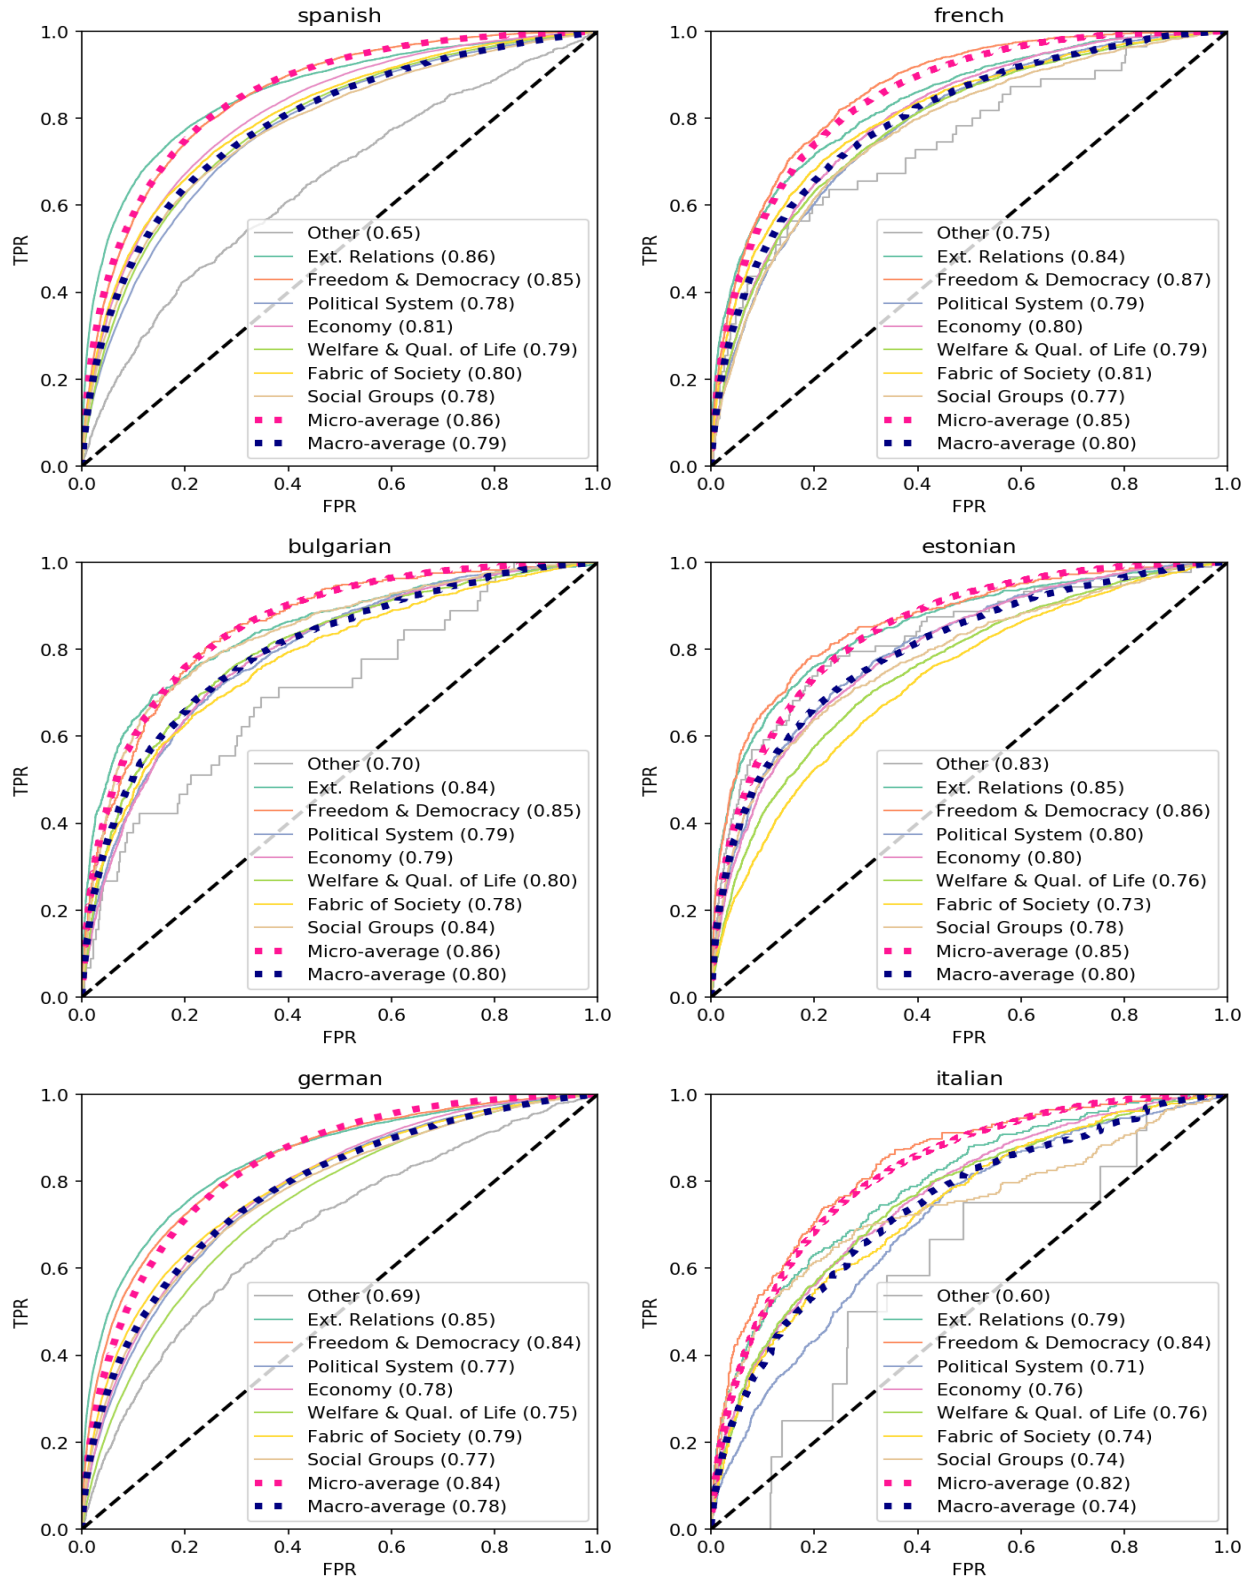 spanish
1.0
0.8
0.6
0.4
0.2
0.0
TPR
Other (0.65)
Ext. Relations (0.86)
Freedom & Democracy (0.85)
Political System (0.78)
Economy (0.81)
Welfare & Qual. of Life (0.79)
Fabric of Society (0.80)
Social Groups (0.78)
Micro-average (0.86)
Macro-average (0.79)
0.0 0.2 0.4 0.6 0.8 1.0
FPR
french
1.0
0.8
0.6
0.4
0.2
0.0
TPR
Other (0.75)
Ext. Relations (0.84)
Freedom & Democracy (0.87)
Political System (0.79)
Economy (0.80)
Welfare & Qual. of Life (0.79)
Fabric of Society (0.81)
Social Groups (0.77)
Micro-average (0.85)
Macro-average (0.80)
0.0 0.2 0.4 0.6 0.8 1.0
FPR
bulgarian
1.0
0.8
0.6
0.4
0.2
0.0
TPR
Other (0.70)
Ext. Relations (0.84)
Freedom & Democracy (0.85)
Political System (0.79)
Economy (0.79)
Welfare & Qual. of Life (0.80)
Fabric of Society (0.78)
Social Groups (0.84)
Micro-average (0.86)
Macro-average (0.80)
0.0 0.2 0.4 0.6 0.8 1.0
FPR
estonian
1.0
0.8
0.6
0.4
0.2
0.0
TPR
Other (0.83)
Ext. Relations (0.85)
Freedom & Democracy (0.86)
Political System (0.80)
Economy (0.80)
Welfare & Qual. of Life (0.76)
Fabric of Society (0.73)
Social Groups (0.78)
Micro-average (0.85)
Macro-average (0.80)
0.0 0.2 0.4 0.6 0.8 1.0
FPR
german
1.0
0.8
0.6
0.4
0.2
0.0
TPR
Other (0.69)
Ext. Relations (0.85)
Freedom & Democracy (0.84)
Political System (0.77)
Economy (0.78)
Welfare & Qual. of Life (0.75)
Fabric of Society (0.79)
Social Groups (0.77)
Micro-average (0.84)
Macro-average (0.78)
0.0 0.2 0.4 0.6 0.8 1.0
FPR
italian
1.0
0.8
0.6
0.4
0.2
0.0
TPR
Other (0.60)
Ext. Relations (0.79)
Freedom & Democracy (0.84)
Political System (0.71)
Economy (0.76)
Welfare & Qual. of Life (0.76)
Fabric of Society (0.74)
Social Groups (0.74)
Micro-average (0.82)
Macro-average (0.74)
0.0 0.2 0.4 0.6 0.8 1.0
FPR